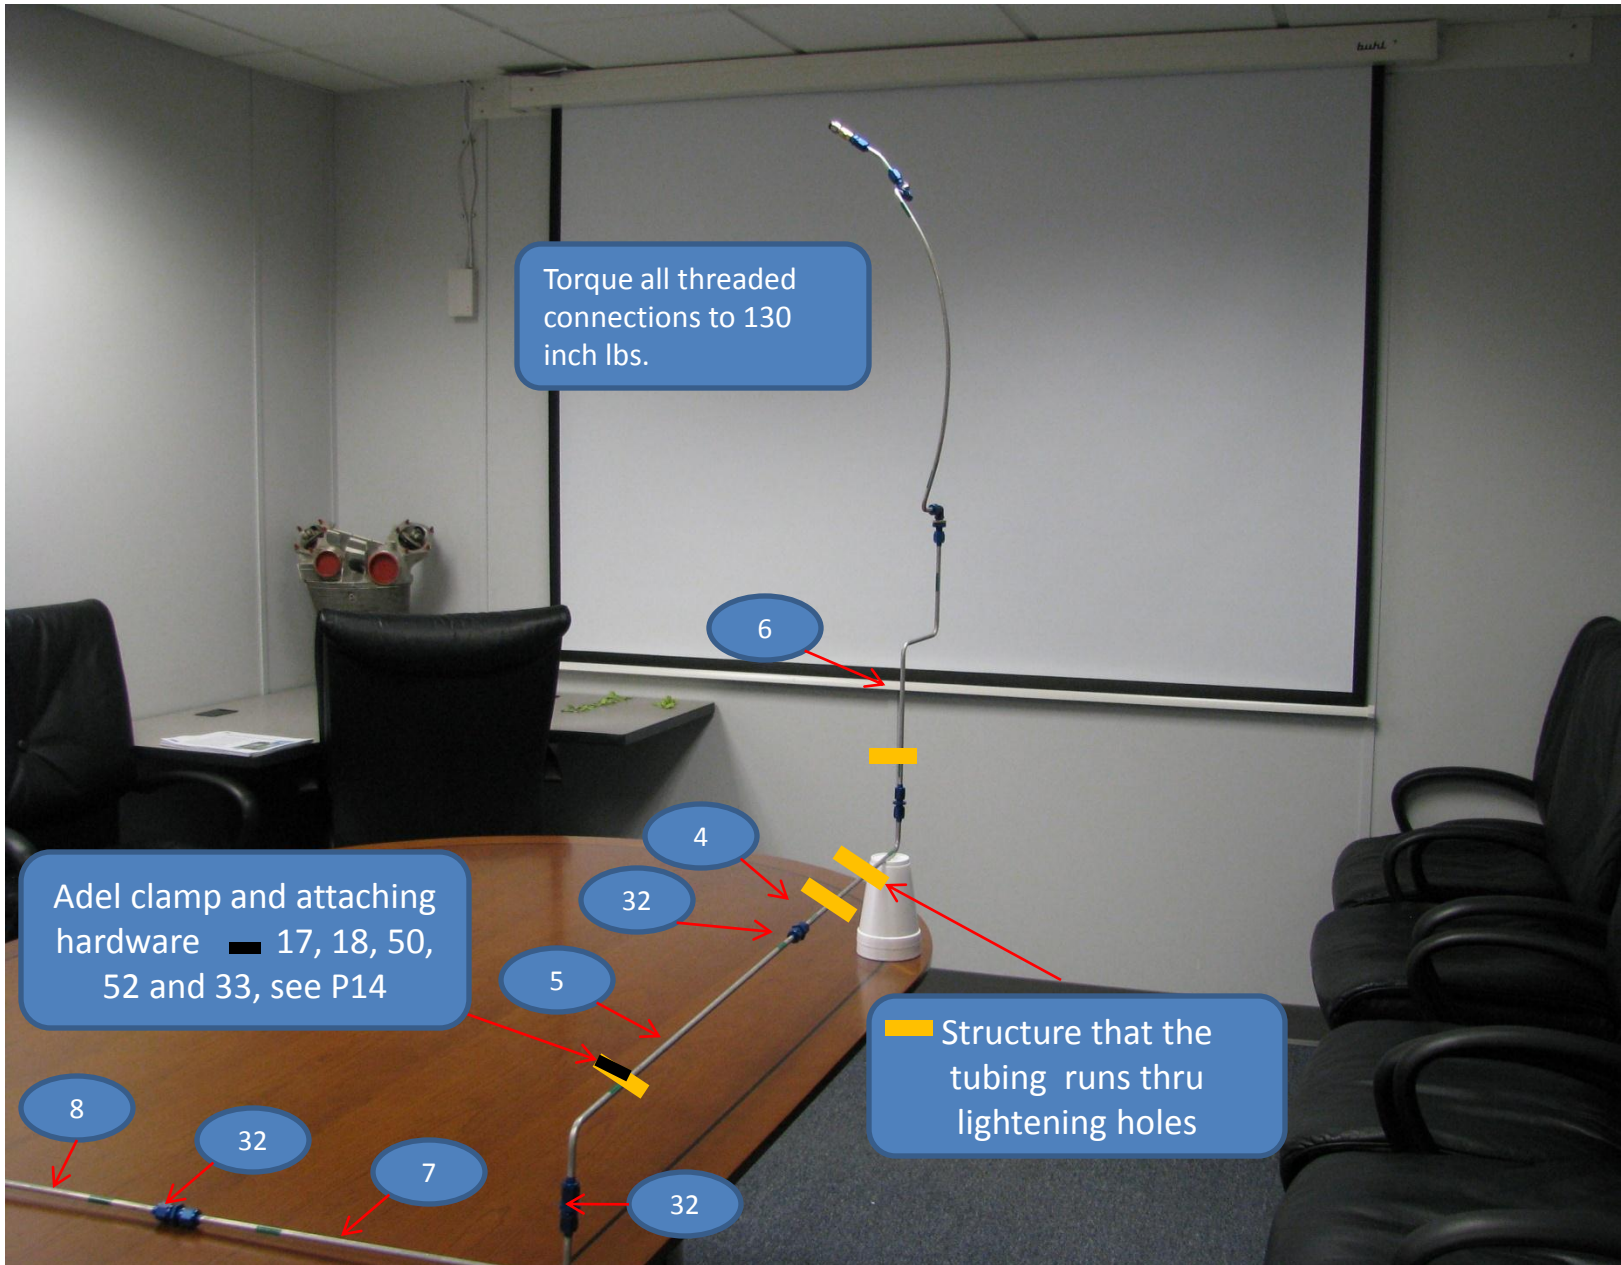 buhl
Torque all threaded
connections to 130
inch lbs.
6
4
32
Adel clamp and attaching
hardware 17, 18, 50,
52 and 33, see P14
5
Structure that the
tubing runs thru
lightening holes
8
32
7
32